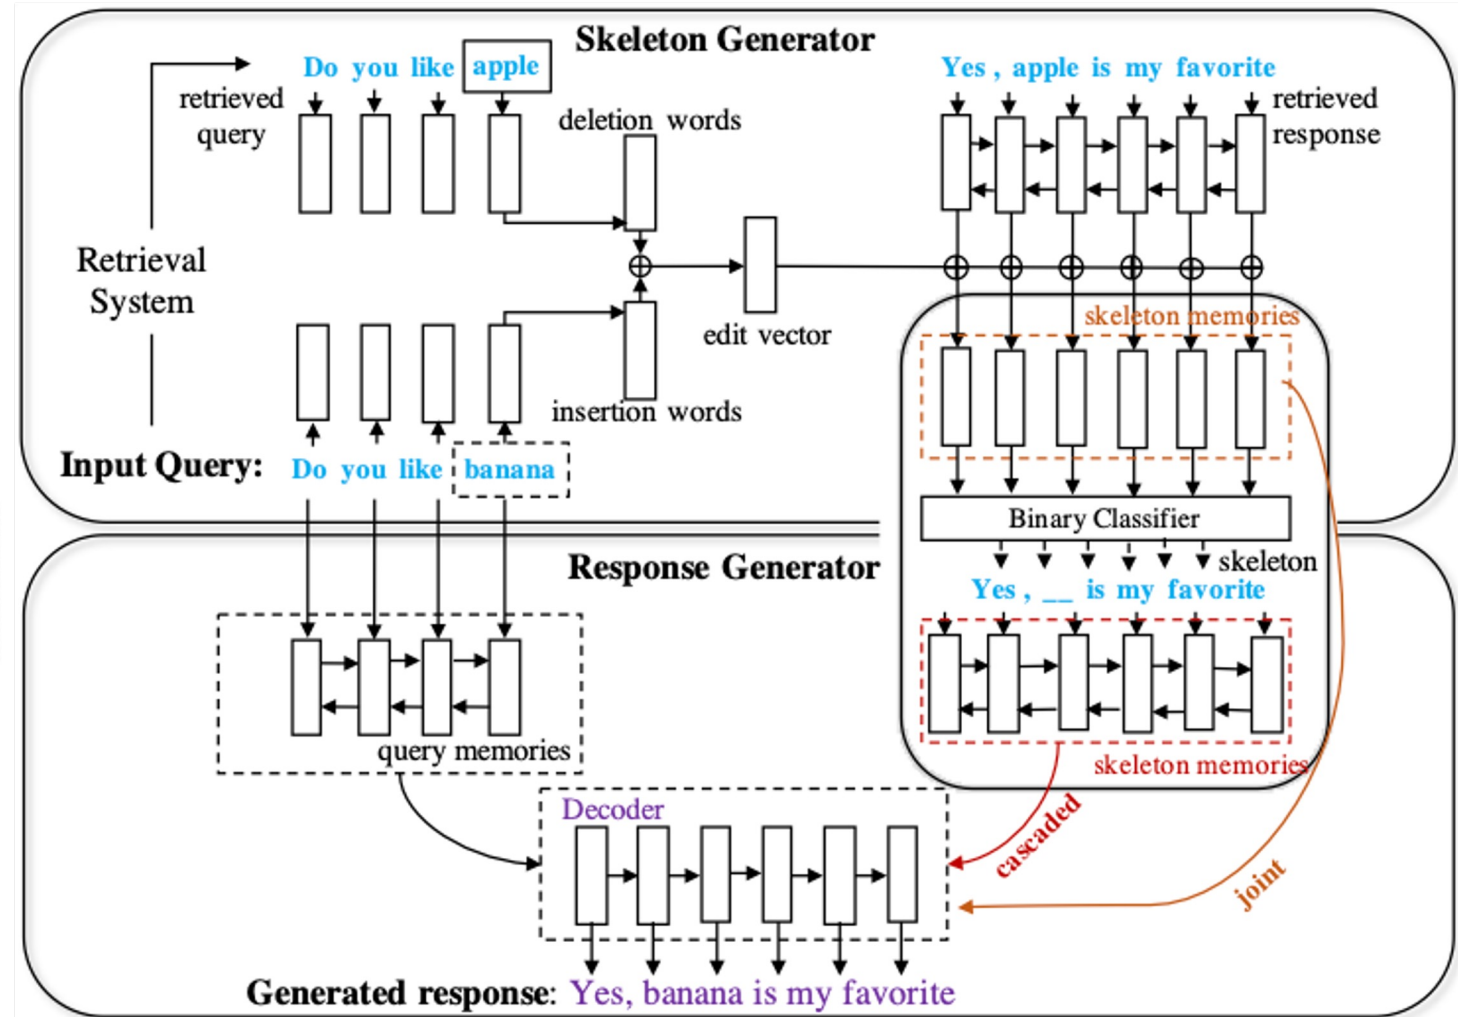 Skeleton Generator
Do you like apple
Yes , apple is my favorite
retrieved
query
retrieved
response
deletion words
Retrieval
System
edit vector
skeleton memories
insertion words
Input Query: Do you like banana
Binary Classifier
skeleton
Response Generator
Yes , __ is my favorite
query memories
skeleton memories
Decoder
cascaded
joint
Generated response: Yes, banana is my favorite